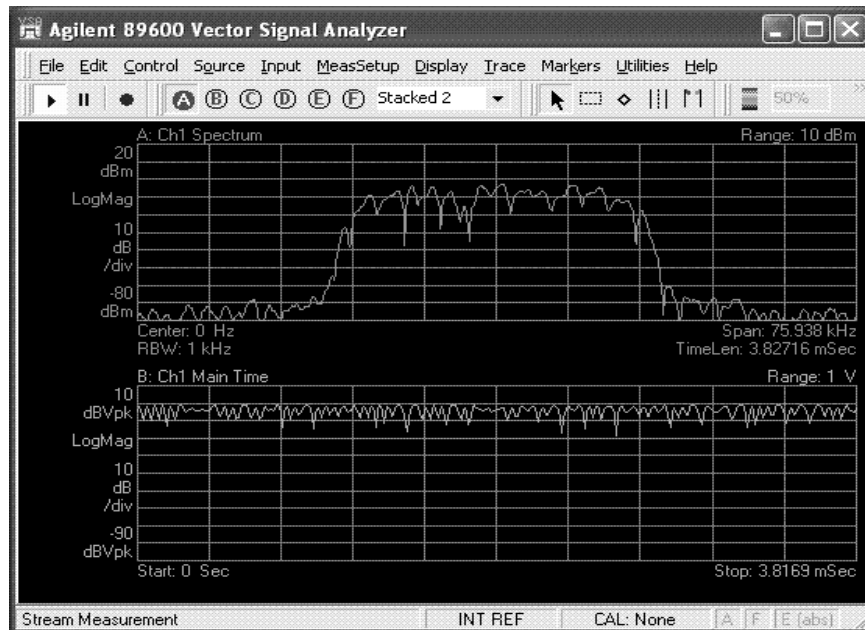 Agilent 89600 Vector Signal Analyzer
File Edit Control Source Input MeasSetup Display Trace Markers Utilities Help
A B C D E F Stacked 2 50%
A: Ch1 Spectrum Range: 10 dBm
20
dBm
LogMag
10
dB
/div
-80
dBm
Center: 0 Hz Span: 75.938 kHz
RBW: 1 kHz TimeLen: 3.82716 mSec
B: Ch1 Main Time Range: 1 V
10
dBVpk
LogMag
10
dB
/div
-90
dBVpk
Start: 0 Sec Stop: 3.8169 mSec
Stream Measurement INT REF CAL: None A F E (abs)